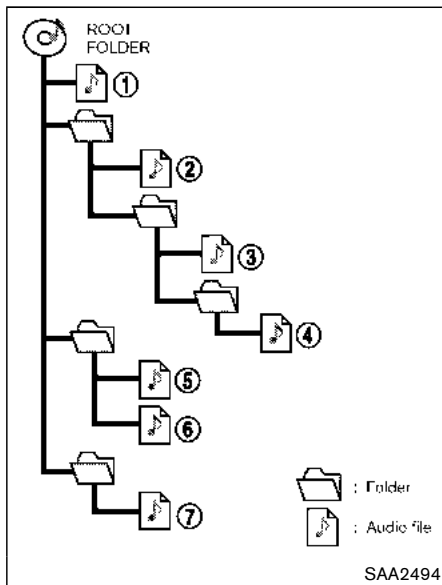 ROOT
FOLDER
①
②
③
④
⑤
⑥
⑦
: Folder
: Audio file
SAA2494